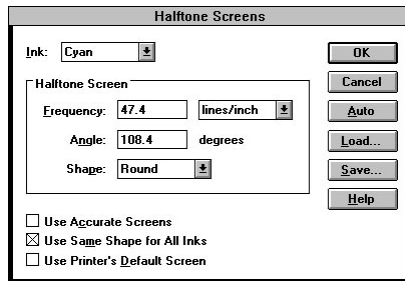 Halftone Screens
Ink: Cyan
OK
Halftone Screen
Cancel
Frequency: 47.4 lines/inch
Auto
Angle: 108.4 degrees
Load...
Shape: Round
Save...
Help
Use Accurate Screens
Use Same Shape for All Inks
Use Printer's Default Screen